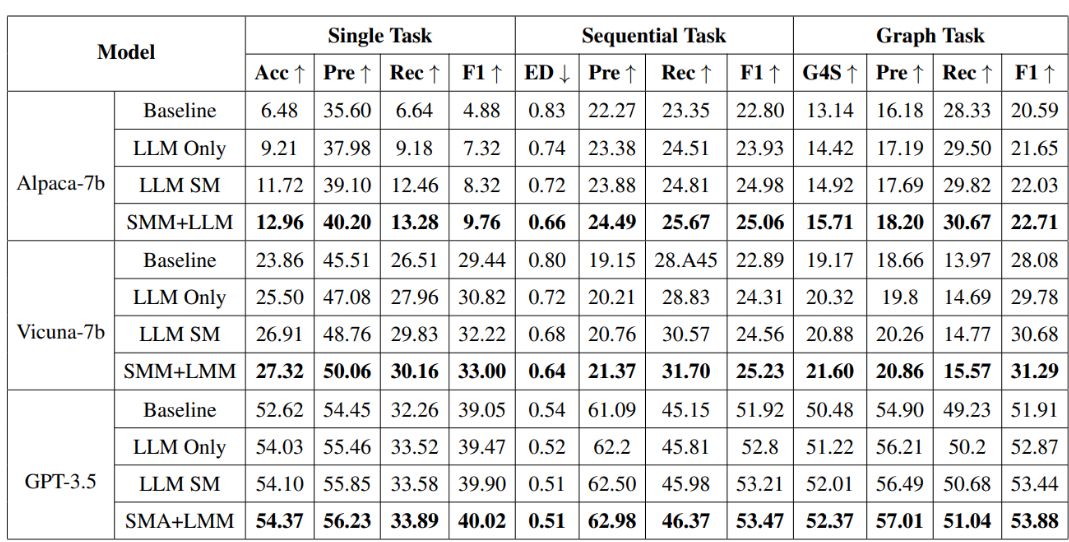 Model Single Task Sequential Task Graph Task
Acc ↑ Pre ↑ Rec ↑ F1 ↑ ED ↓ Pre ↑ Rec ↑ F1 ↑ G4S ↑ Pre ↑ Rec ↑ F1 ↑
Alpaca-7b
Baseline 6.48 35.60 6.64 4.88 0.83 22.27 23.35 22.80 13.14 16.18 28.33 20.59
LLM Only 9.21 37.98 9.18 7.32 0.74 23.38 24.51 23.93 14.42 17.19 29.50 21.65
LLM SM 11.72 39.10 12.46 8.32 0.72 23.88 24.81 24.98 14.92 17.69 29.82 22.03
SMM+LLM 12.96 40.20 13.28 9.76 0.66 24.49 25.67 25.06 15.71 18.20 30.67 22.71
Vicuna-7b
Baseline 23.86 45.51 26.51 29.44 0.80 19.15 28.A45 22.89 19.17 18.66 13.97 28.08
LLM Only 25.50 47.08 27.96 30.82 0.72 20.21 28.83 24.31 20.32 19.8 14.69 29.78
LLM SM 26.91 48.76 29.83 32.22 0.68 20.76 30.57 24.56 20.88 20.26 14.77 30.68
SMM+LMM 27.32 50.06 30.16 33.00 0.64 21.37 31.70 25.23 21.60 20.86 15.57 31.29
GPT-3.5
Baseline 52.62 54.45 32.26 39.05 0.54 61.09 45.15 51.92 50.48 54.90 49.23 51.91
LLM Only 54.03 55.46 33.52 39.47 0.52 62.2 45.81 52.8 51.22 56.21 50.2 52.87
LLM SM 54.10 55.85 33.58 39.90 0.51 62.50 45.98 53.21 52.01 56.49 50.68 53.44
SMA+LMM 54.37 56.23 33.89 40.02 0.51 62.98 46.37 53.47 52.37 57.01 51.04 53.88